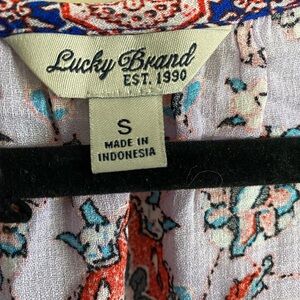 Lucky Brand
EST. 1990
S
MADE IN
INDONESIA